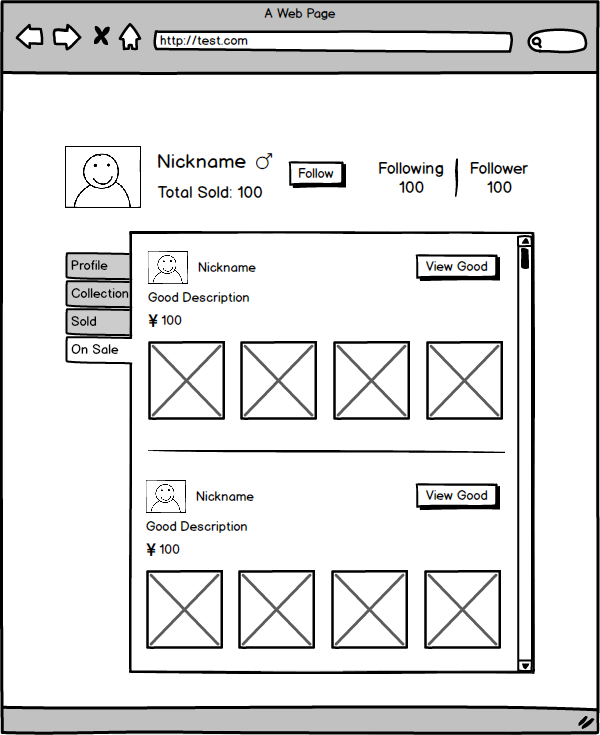 A Web Page
http://test.com
Nickname ♂
Total Sold: 100
Follow
Following
100
Follower
100
Profile
Collection
Sold
On Sale
Nickname
View Good
Good Description
¥ 100
Nickname
View Good
Good Description
¥ 100